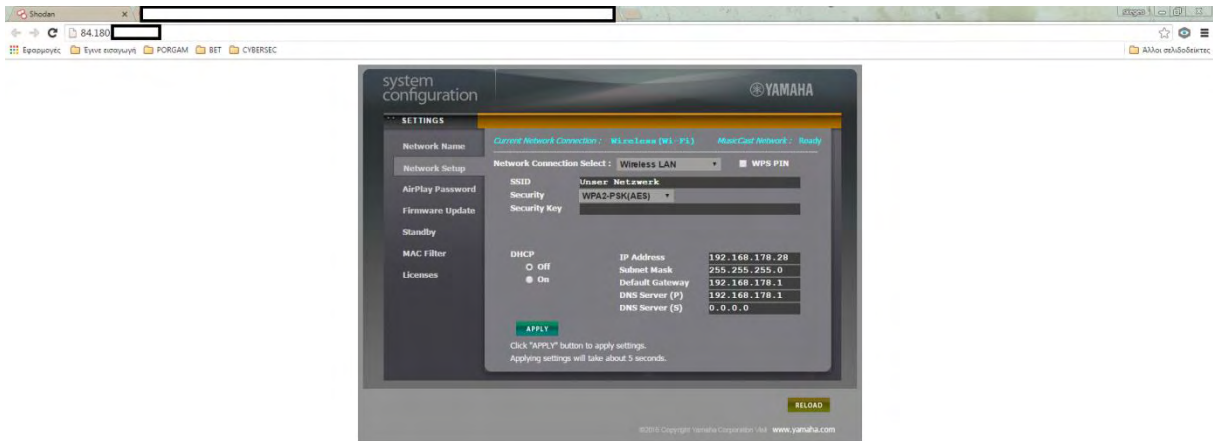 Shodan
84.180
Εφαρμογές Εγινε εισαγωγή PORGAM BET CYBERSEC Άλλοι σελιδοδείκτες
system
configuration
YAMAHA
SETTINGS
Network Name
Network Setup
AirPlay Password
Firmware Update
Standby
MAC Filter
Licenses
Current Network Connection : Wireless(Wi-Fi) MusicCast Network : Ready
Network Connection Select : Wireless LAN WPS PIN
SSID Unser Netzwerk
Security WPA2-PSK(AES)
Security Key
DHCP
Off
On
IP Address 192.168.178.28
Subnet Mask 255.255.255.0
Default Gateway 192.168.178.1
DNS Server (P) 192.168.178.1
DNS Server (S) 0.0.0.0
APPLY
Click "APPLY" button to apply settings.
Applying settings will take about 5 seconds.
RELOAD
Copyright Yamaha Corporation Visit www.yamaha.com